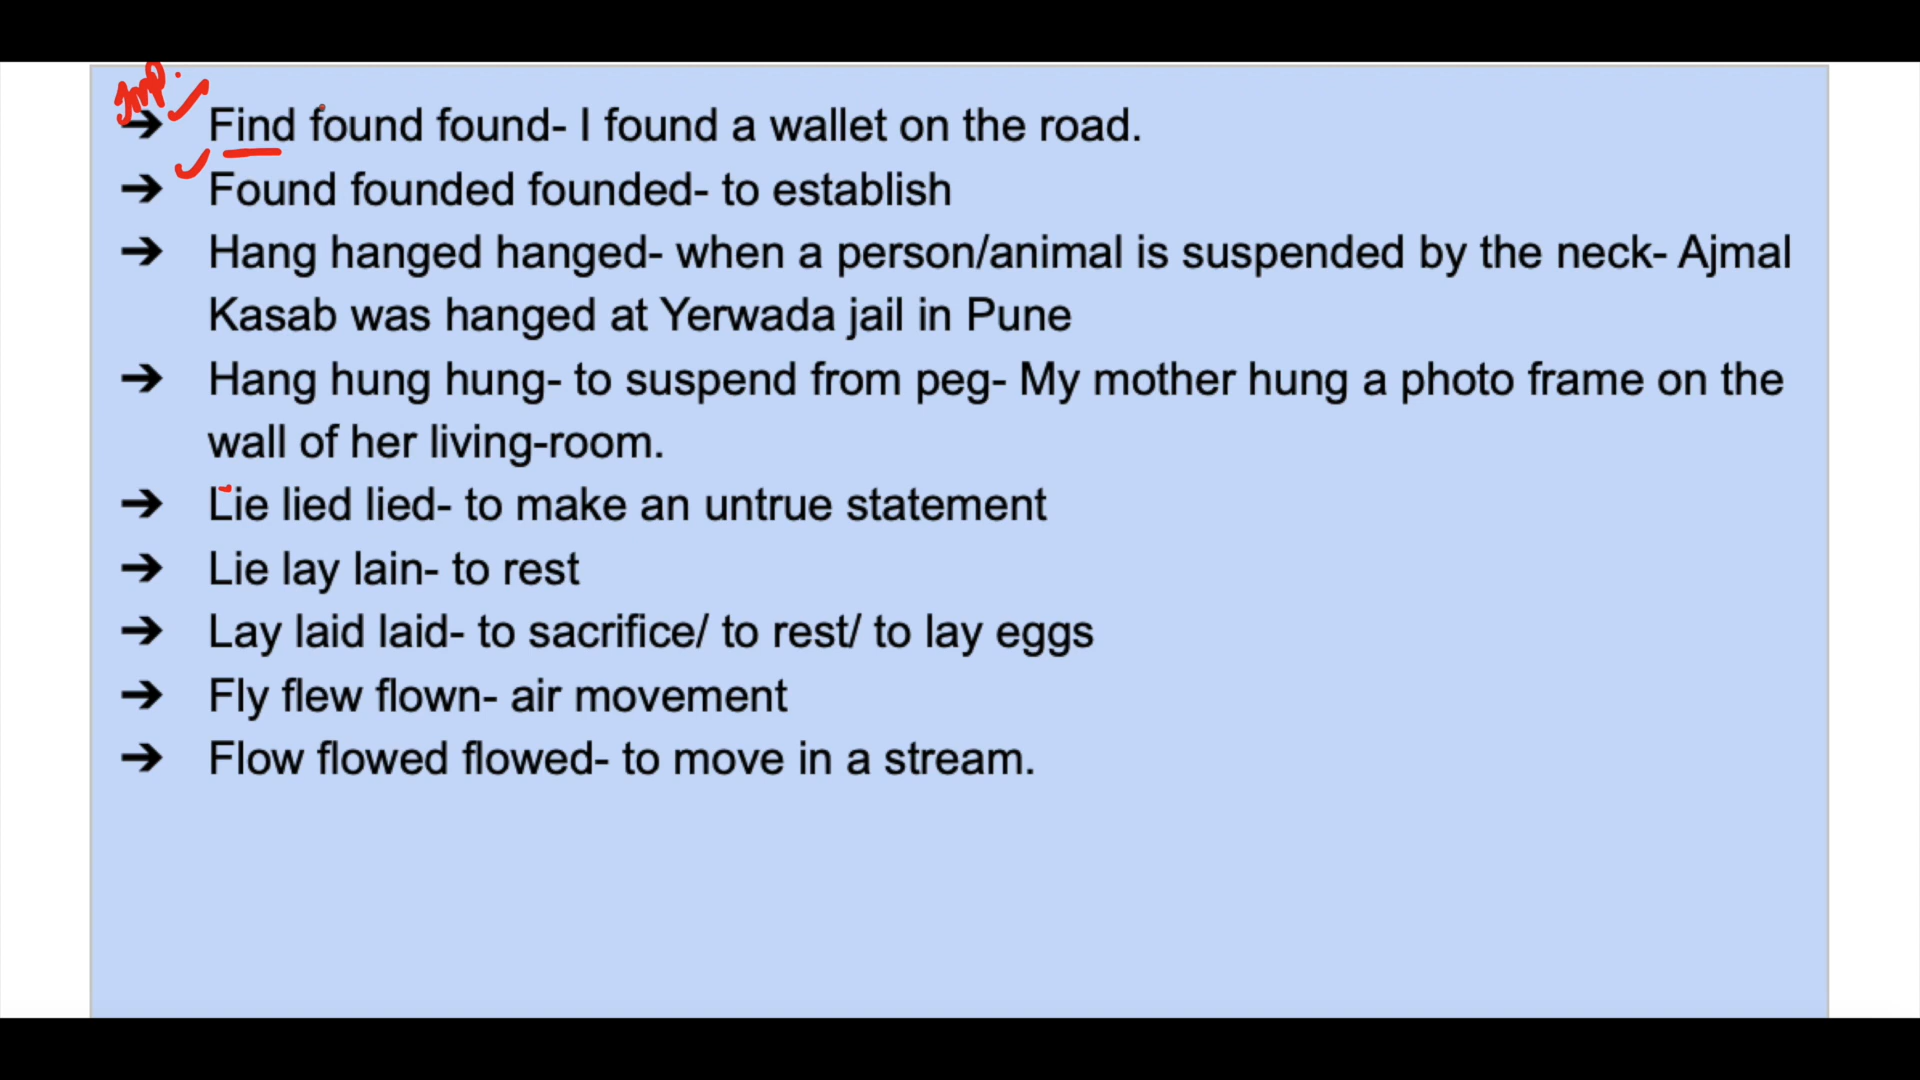 Imp.
➔ Find found found- I found a wallet on the road.
➔ Found founded founded- to establish
➔ Hang hanged hanged- when a person/animal is suspended by the neck- Ajmal
Kasab was hanged at Yerwada jail in Pune
➔ Hang hung hung- to suspend from peg- My mother hung a photo frame on the
wall of her living-room.
➔ Lie lied lied- to make an untrue statement
➔ Lie lay lain- to rest
➔ Lay laid laid- to sacrifice/ to rest/ to lay eggs
➔ Fly flew flown- air movement
➔ Flow flowed flowed- to move in a stream.